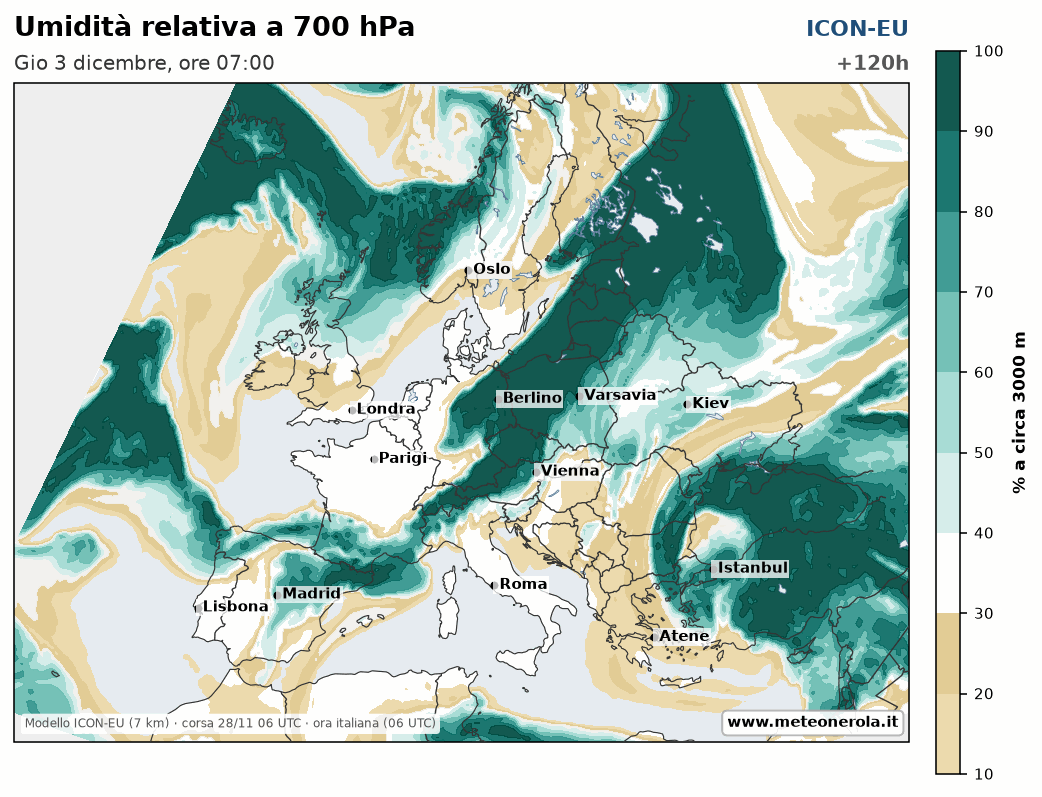 Umidità relativa a 700 hPa
ICON-EU
Gio 3 dicembre, ore 07:00
+120h
100
90
80
70
60
50
40
30
20
10
% a circa 3000 m
Oslo
Berlino
Varsavia
Kiev
Londra
Parigi
Vienna
Istanbul
Roma
Madrid
Lisbona
Atene
Modello ICON-EU (7 km) · corsa 28/11 06 UTC · ora italiana (06 UTC)
www.meteonerola.it